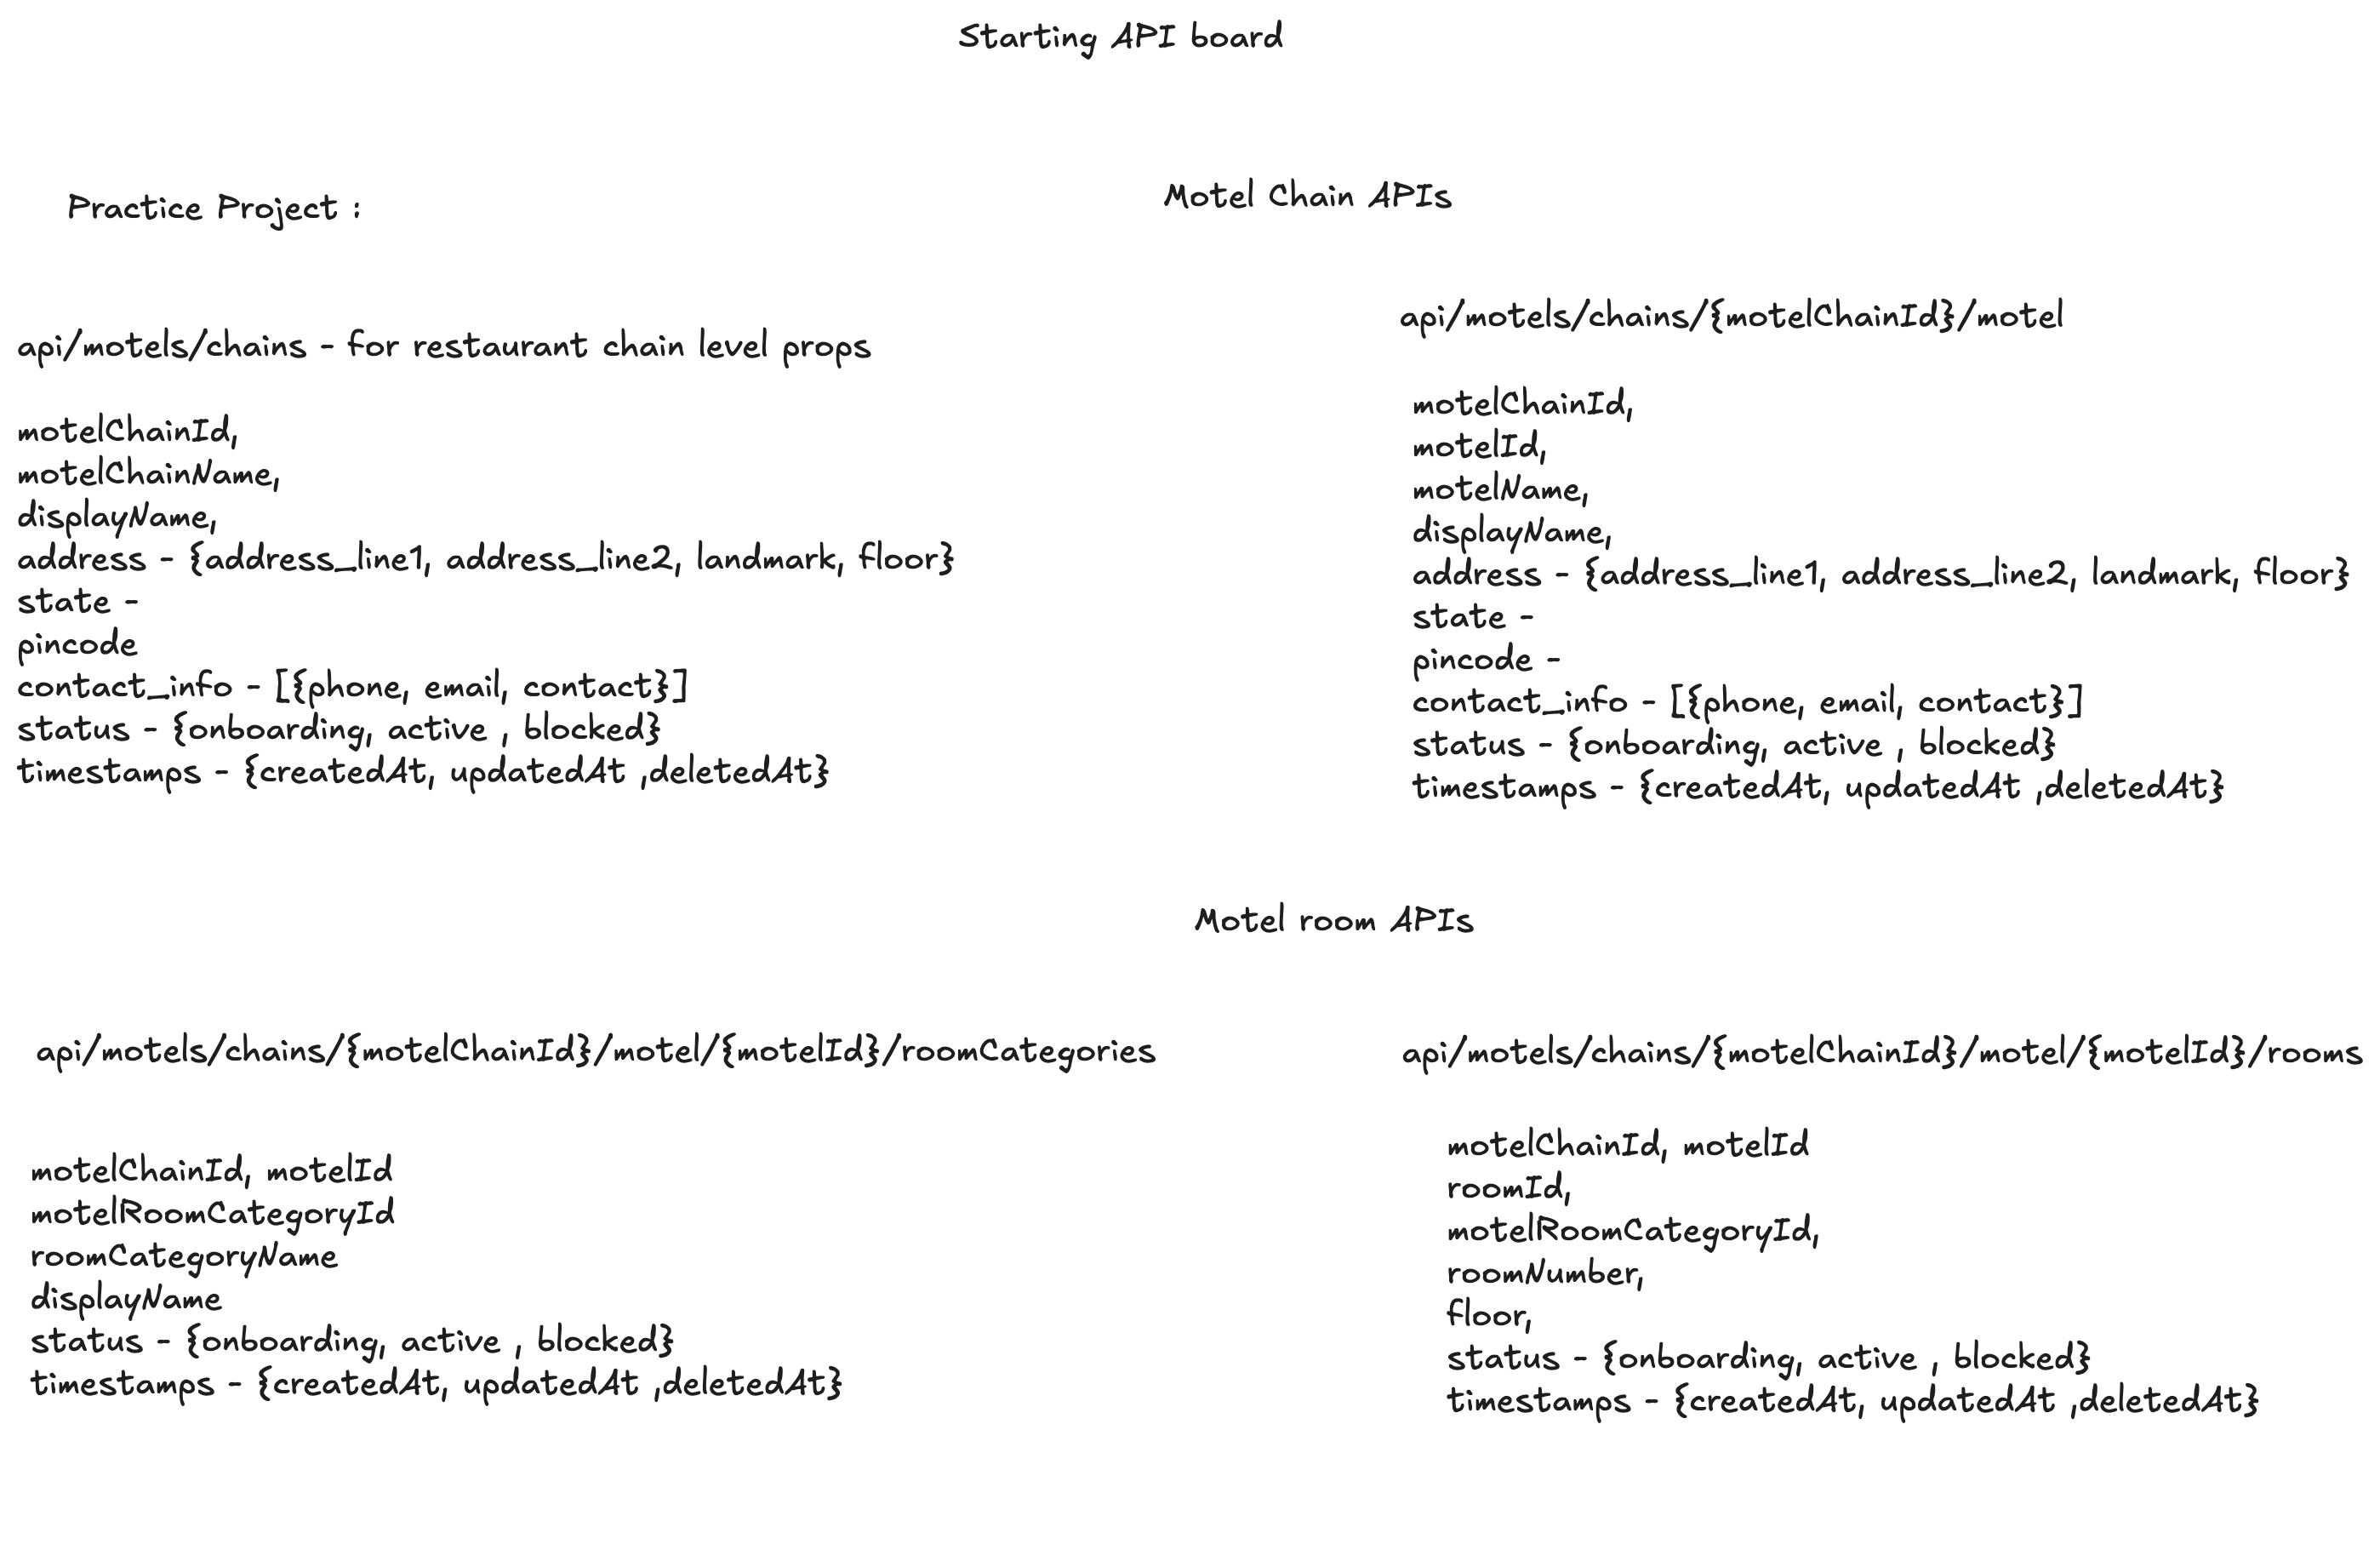 Starting API board
Practice Project :
Motel Chain APIs
api/motels/chains - for restaurant chain level props
motelChainId,
motelChainName,
displayName,
address - {address_line1, address_line2, landmark, floor}
state -
pincode
contact_info - [{phone, email, contact}]
status - {onboarding, active , blocked}
timestamps - {createdAt, updatedAt ,deletedAt}
api/motels/chains/{motelChainId}/motel
motelChainId,
motelId,
motelName,
displayName,
address - {address_line1, address_line2, landmark, floor}
state -
pincode -
contact_info - [{phone, email, contact}]
status - {onboarding, active , blocked}
timestamps - {createdAt, updatedAt ,deletedAt}
Motel room APIs
api/motels/chains/{motelChainId}/motel/{motelId}/roomCategories
motelChainId, motelId
motelRoomCategoryId
roomCategoryName
displayName
status - {onboarding, active , blocked}
timestamps - {createdAt, updatedAt ,deletedAt}
api/motels/chains/{motelChainId}/motel/{motelId}/rooms
motelChainId, motelId
roomId,
motelRoomCategoryId,
roomNumber,
floor,
status - {onboarding, active , blocked}
timestamps - {createdAt, updatedAt ,deletedAt}